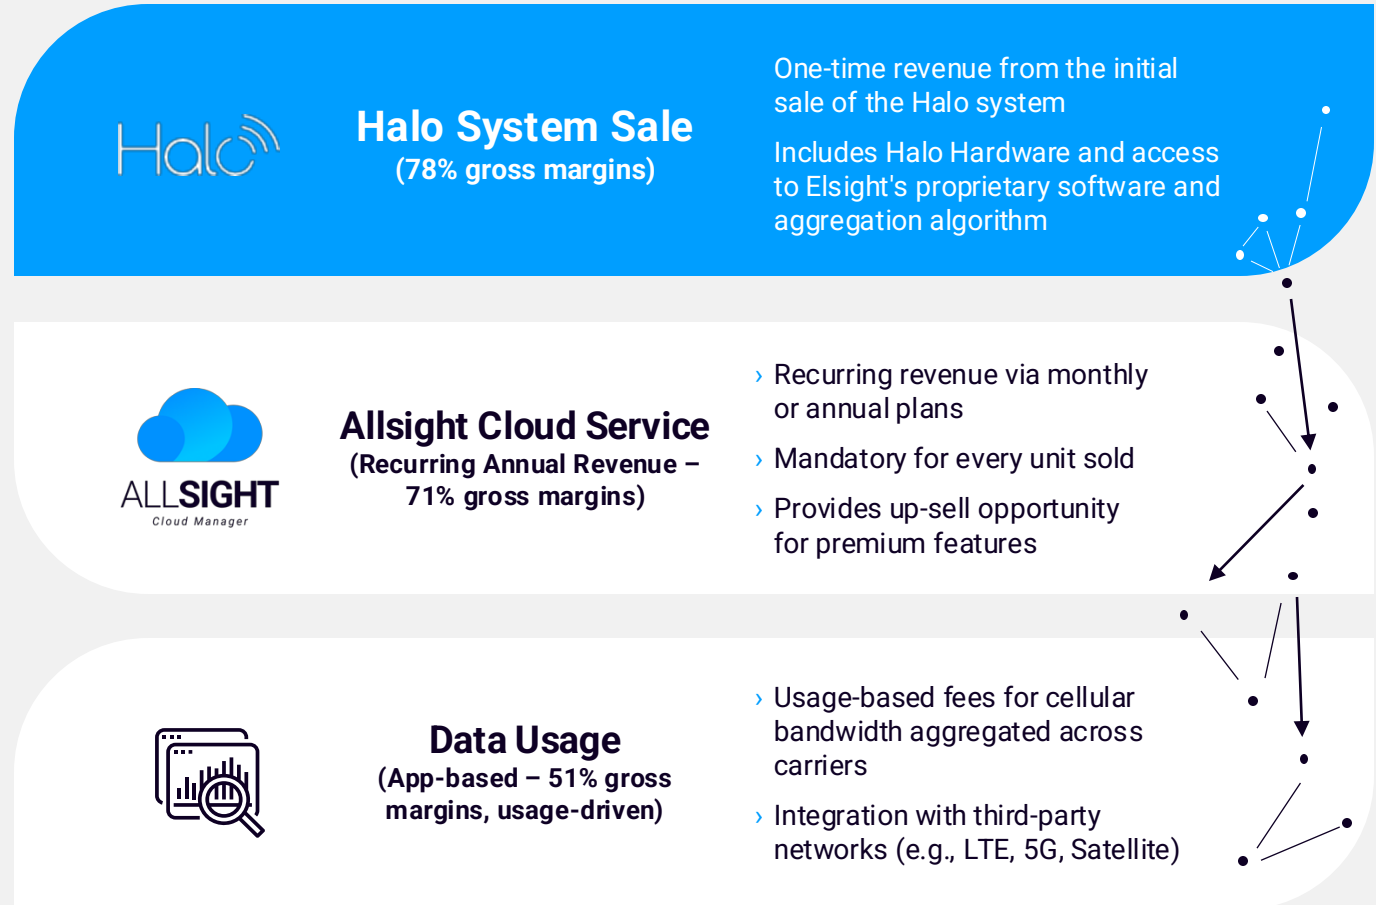 Halo
Halo System Sale
(78% gross margins)
One-time revenue from the initial
sale of the Halo system
Includes Halo Hardware and access
to Elsight's proprietary software and
aggregation algorithm
ALLSIGHT
Cloud Manager
Allsight Cloud Service
(Recurring Annual Revenue –
71% gross margins)
› Recurring revenue via monthly
or annual plans
› Mandatory for every unit sold
› Provides up-sell opportunity
for premium features
Data Usage
(App-based – 51% gross
margins, usage-driven)
› Usage-based fees for cellular
bandwidth aggregated across
carriers
› Integration with third-party
networks (e.g., LTE, 5G, Satellite)